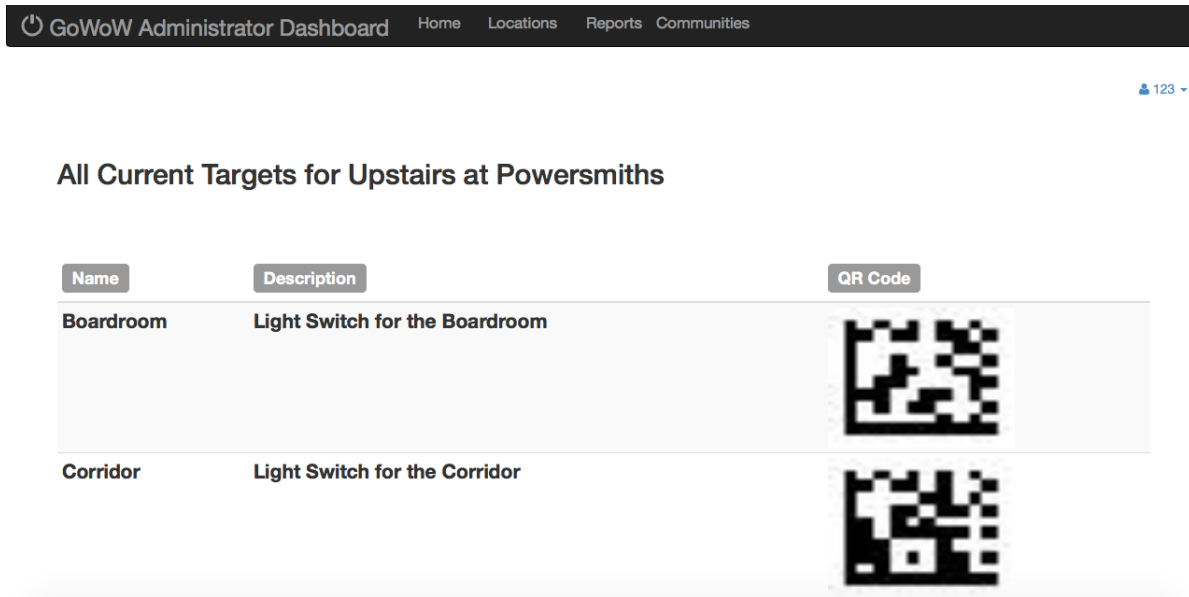 GoWoW Administrator Dashboard Home Locations Reports Communities
123
All Current Targets for Upstairs at Powersmiths
Name Description QR Code
Boardroom Light Switch for the Boardroom
Corridor Light Switch for the Corridor